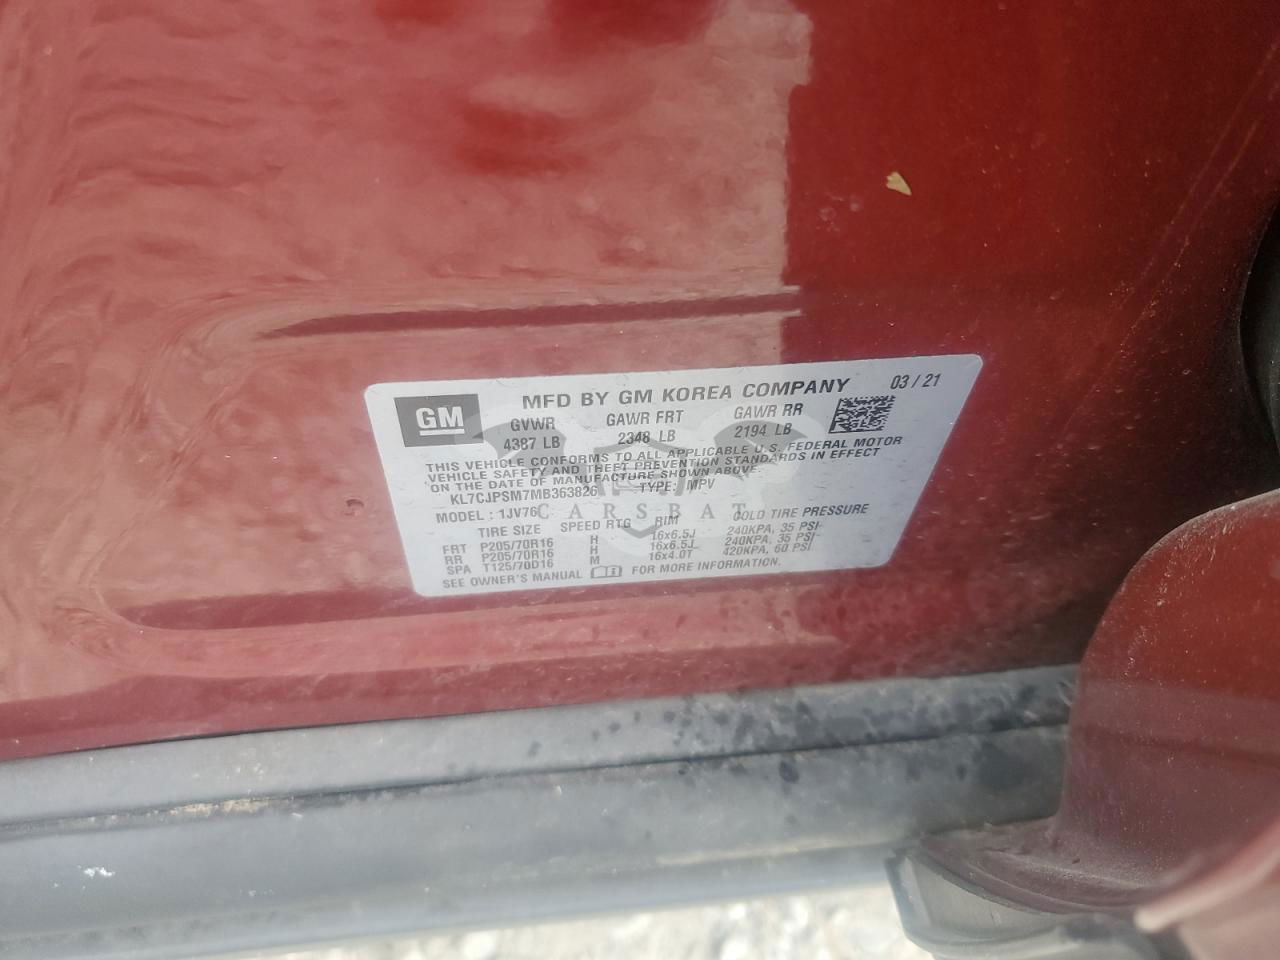 MFD BY GM KOREA COMPANY 03 / 21
GM
GVWR GAWR FRT GAWR RR
4387 LB 2348 LB 2194 LB
THIS VEHICLE CONFORMS TO ALL APPLICABLE U.S. FEDERAL MOTOR
VEHICLE SAFETY AND THEFT PREVENTION STANDARDS IN EFFECT
ON THE DATE OF MANUFACTURE SHOWN ABOVE.
KL7CJPSM7MB363826 TYPE: MPV
MODEL : 1JV76
CARSBAT
TIRE SIZE SPEED RTG RIM COLD TIRE PRESSURE
FRT P205/70R16 H 16x6.5J 240KPA, 35 PSI
RR P205/70R16 H 16x6.5J 240KPA, 35 PSI
SPA T125/70D16 M 16x4.0T 420KPA, 60 PSI
SEE OWNER'S MANUAL FOR MORE INFORMATION.